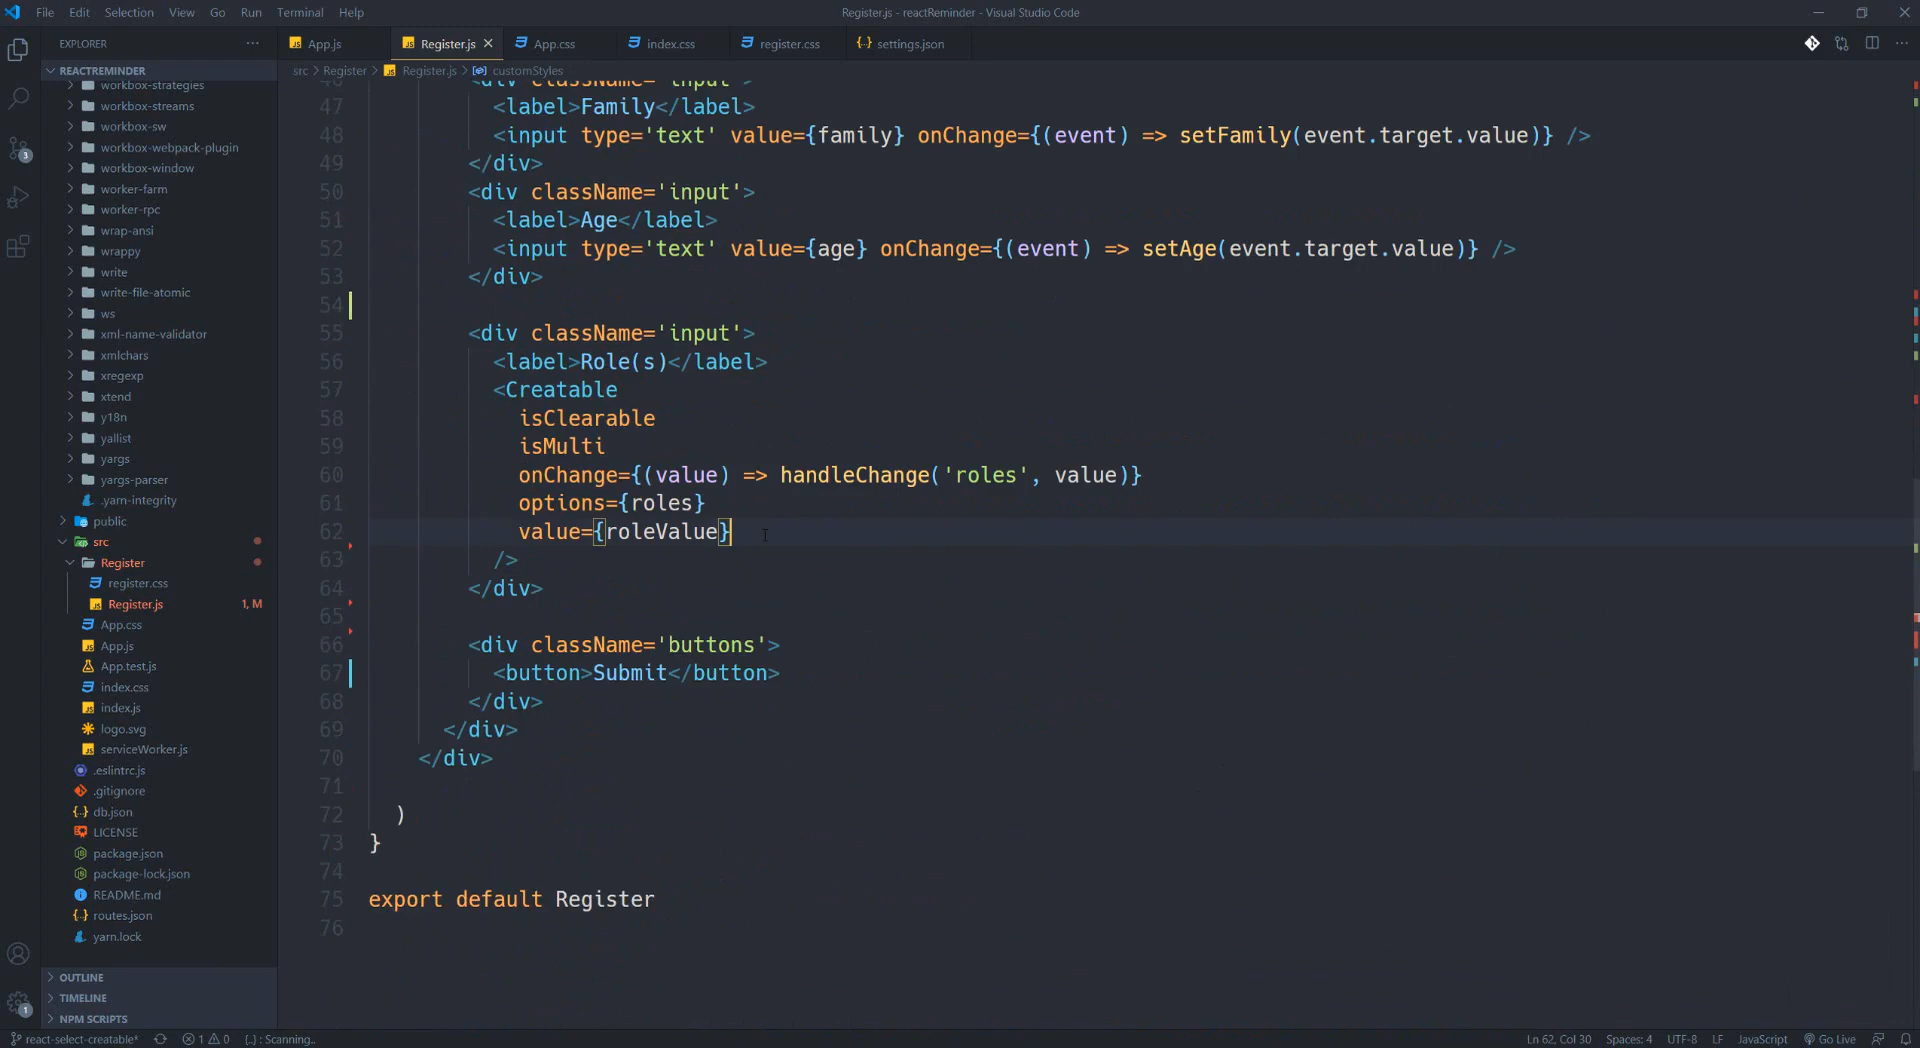 File Edit Selection View Go Run Terminal Help
Register.js - reactReminder - Visual Studio Code
EXPLORER
App.js
Register.js
App.css
index.css
register.css
settings.json
REACTREMINDER
src > Register > Register.js > customStyles
workbox-strategies
workbox-streams
workbox-sw
workbox-webpack-plugin
workbox-window
worker-farm
worker-rpc
wrap-ansi
wrappy
write
write-file-atomic
ws
xml-name-validator
xmlchars
xregexp
xtend
y18n
yallist
yargs
yargs-parser
.yarn-integrity
public
src
Register
register.css
Register.js 1, M
App.css
App.js
App.test.js
index.css
index.js
logo.svg
serviceWorker.js
.eslintrc.js
.gitignore
db.json
LICENSE
package.json
package-lock.json
README.md
routes.json
yarn.lock
OUTLINE
TIMELINE
NPM SCRIPTS
3
1
46 <div className='input'>
47 <label>Family</label>
48 <input type='text' value={family} onChange={(event) => setFamily(event.target.value)} />
49 </div>
50 <div className='input'>
51 <label>Age</label>
52 <input type='text' value={age} onChange={(event) => setAge(event.target.value)} />
53 </div>
54
55 <div className='input'>
56 <label>Role(s)</label>
57 <Creatable
58 isClearable
59 isMulti
60 onChange={(value) => handleChange('roles', value)}
61 options={roles}
62 value={roleValue}
63 />
64 </div>
65
66 <div className='buttons'>
67 <button>Submit</button>
68 </div>
69 </div>
70 </div>
71
72 )
73 }
74
75 export default Register
76
react-select-creatable* 1 0 {..} : Scanning..
Ln 62, Col 30 Spaces: 4 UTF-8 LF JavaScript Go Live